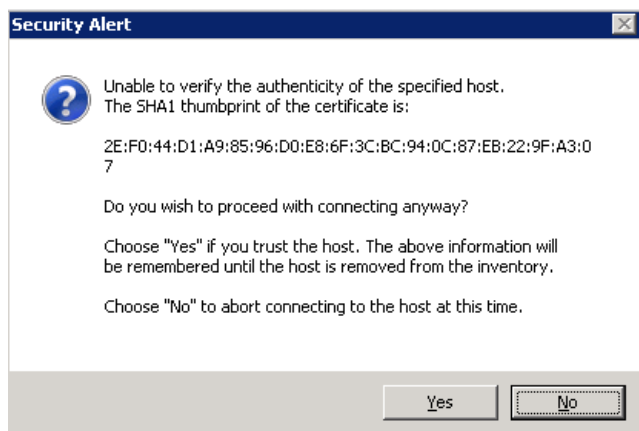 Security Alert
Unable to verify the authenticity of the specified host.
The SHA1 thumbprint of the certificate is:
2E:F0:44:D1:A9:85:96:D0:E8:6F:3C:BC:94:0C:87:EB:22:9F:A3:0
7
Do you wish to proceed with connecting anyway?
Choose "Yes" if you trust the host. The above information will
be remembered until the host is removed from the inventory.
Choose "No" to abort connecting to the host at this time.
Yes
No